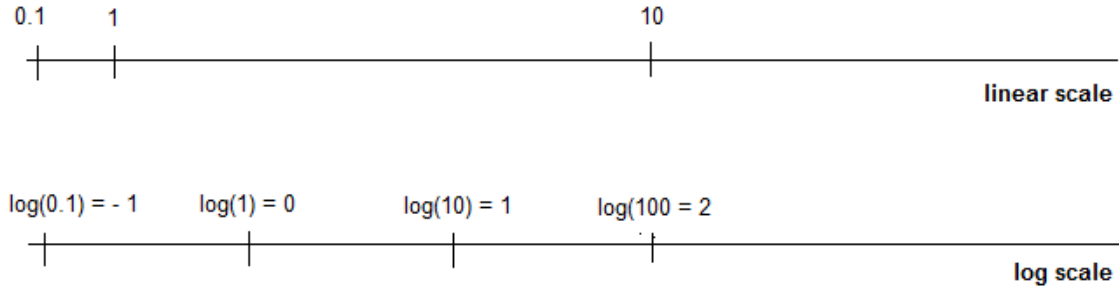 0.1 1 10
linear scale
log(0.1) = - 1 log(1) = 0 log(10) = 1 log(100 = 2
log scale